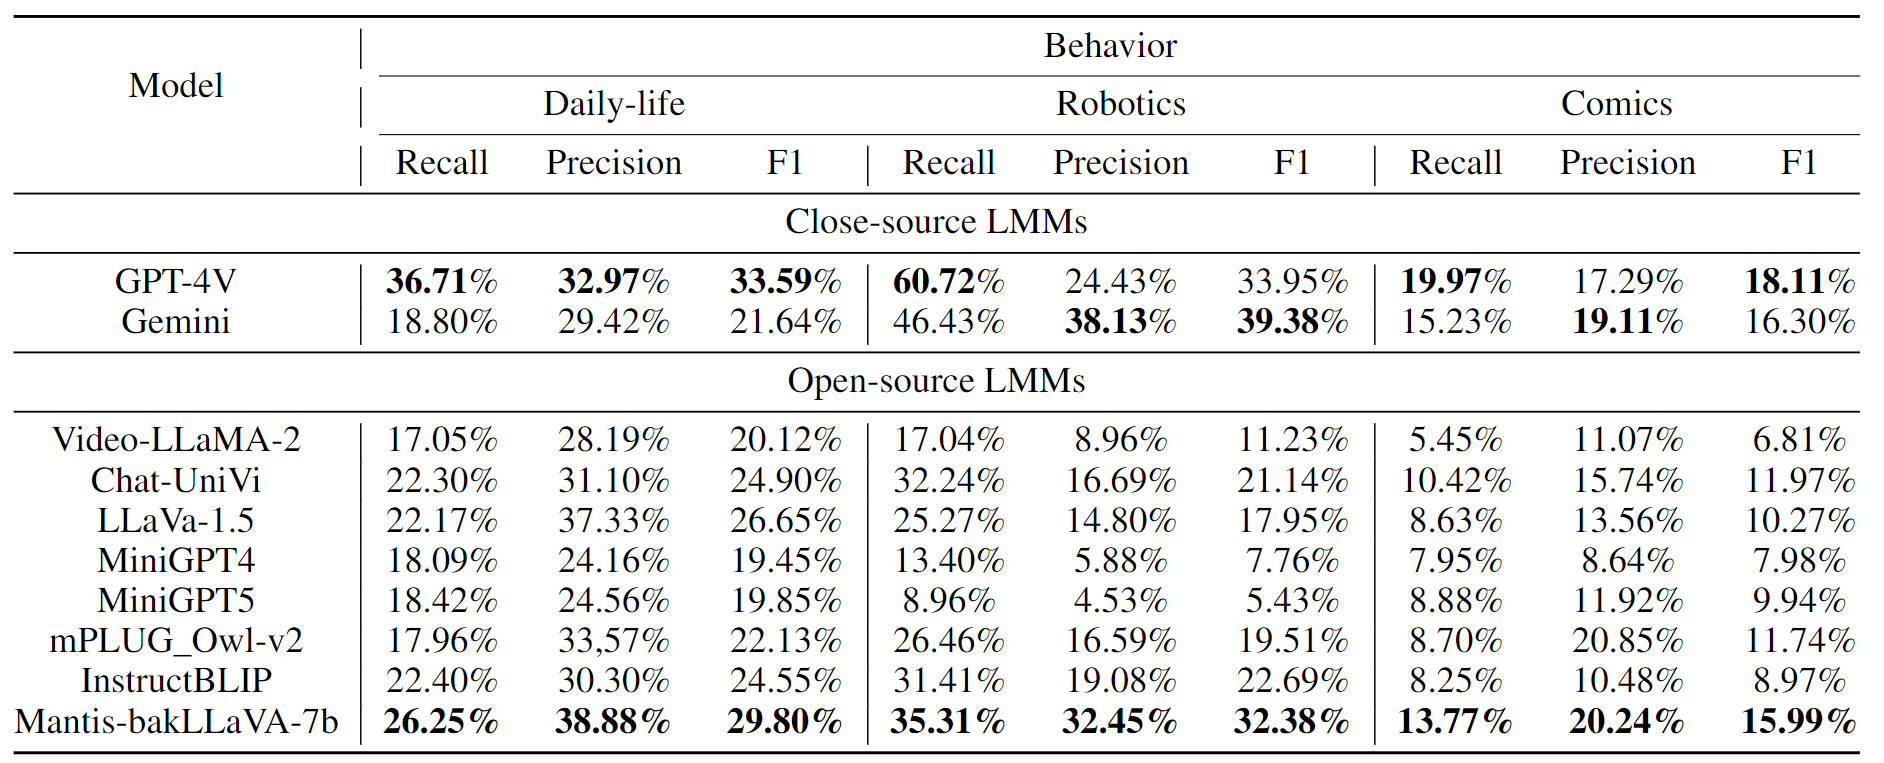 Behavior
Model
Daily-life Robotics Comics
Recall Precision F1 Recall Precision F1 Recall Precision F1
Close-source LMMs
GPT-4V 36.71% 32.97% 33.59% 60.72% 24.43% 33.95% 19.97% 17.29% 18.11%
Gemini 18.80% 29.42% 21.64% 46.43% 38.13% 39.38% 15.23% 19.11% 16.30%
Open-source LMMs
Video-LLaMA-2 17.05% 28.19% 20.12% 17.04% 8.96% 11.23% 5.45% 11.07% 6.81%
Chat-UniVi 22.30% 31.10% 24.90% 32.24% 16.69% 21.14% 10.42% 15.74% 11.97%
LLaVa-1.5 22.17% 37.33% 26.65% 25.27% 14.80% 17.95% 8.63% 13.56% 10.27%
MiniGPT4 18.09% 24.16% 19.45% 13.40% 5.88% 7.76% 7.95% 8.64% 7.98%
MiniGPT5 18.42% 24.56% 19.85% 8.96% 4.53% 5.43% 8.88% 11.92% 9.94%
mPLUG_Owl-v2 17.96% 33,57% 22.13% 26.46% 16.59% 19.51% 8.70% 20.85% 11.74%
InstructBLIP 22.40% 30.30% 24.55% 31.41% 19.08% 22.69% 8.25% 10.48% 8.97%
Mantis-bakLLaVA-7b 26.25% 38.88% 29.80% 35.31% 32.45% 32.38% 13.77% 20.24% 15.99%